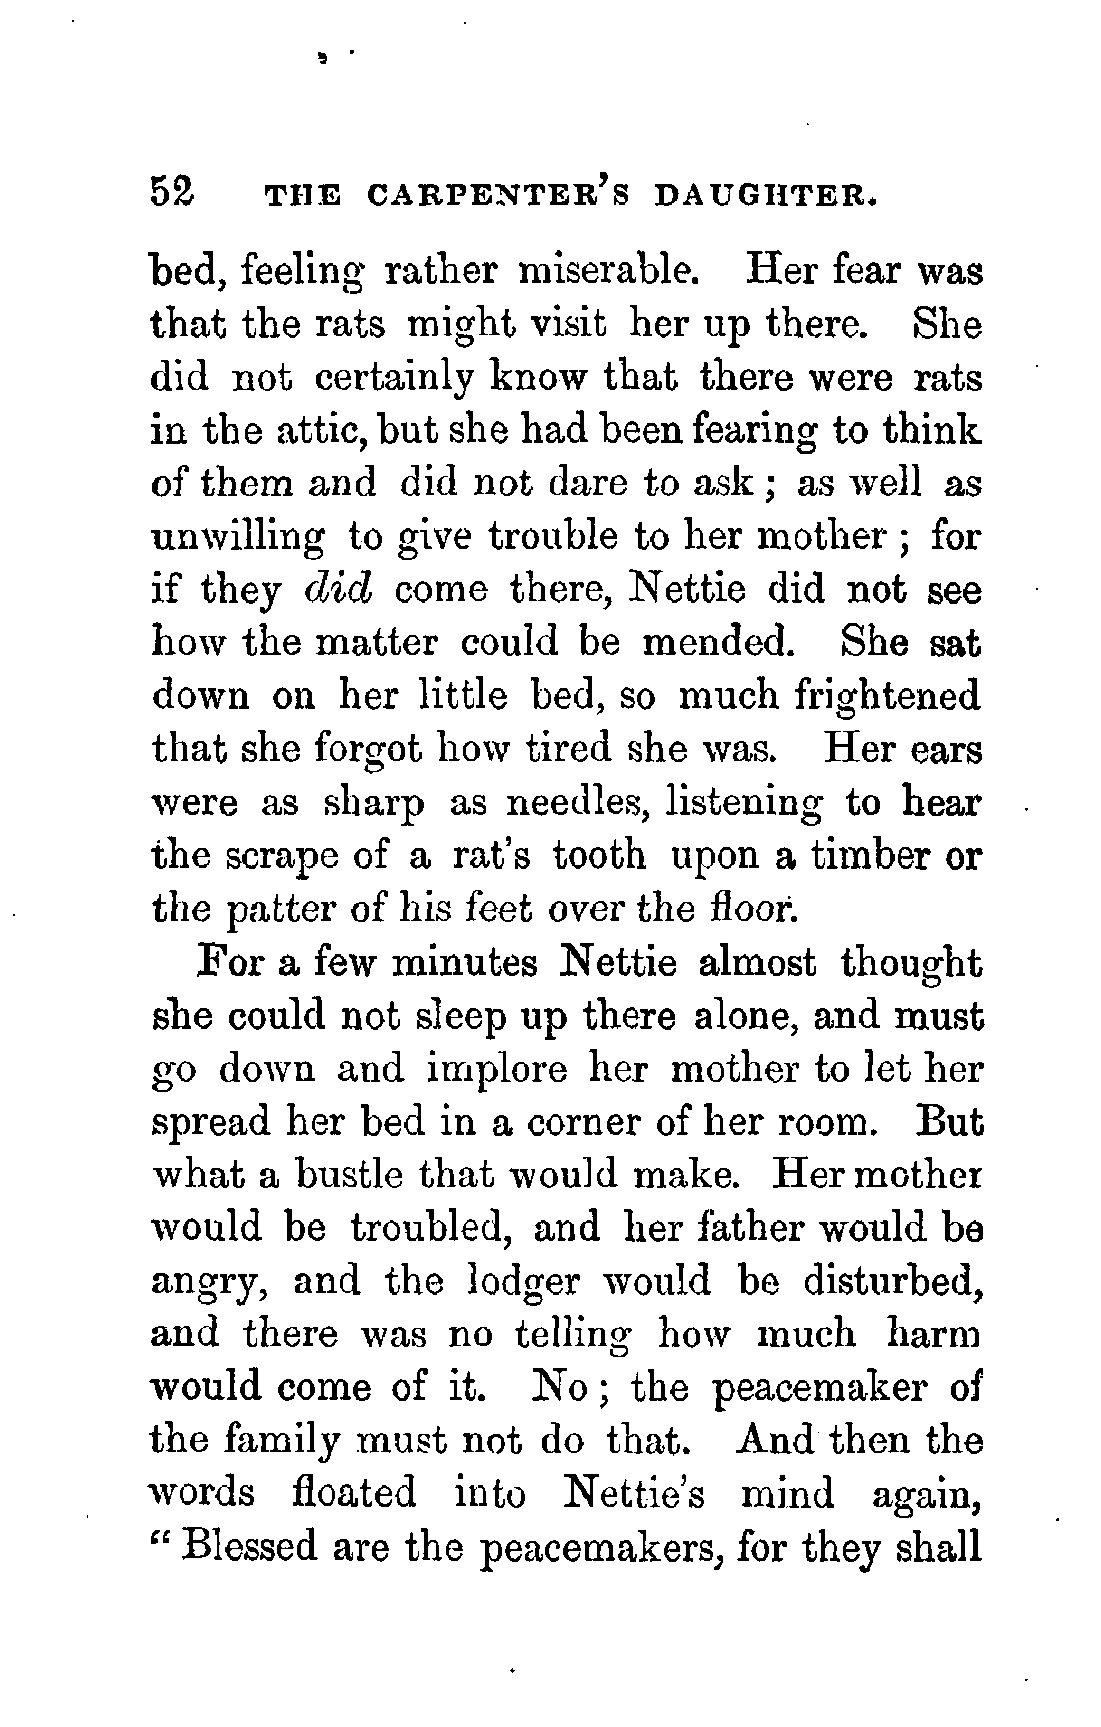 52 THE CARPENTER'S DAUGHTER.
bed, feeling rather miserable. Her fear was
that the rats might visit her up there. She
did not certainly know that there were rats
in the attic, but she had been fearing to think
of them and did not dare to ask ; as well as
unwilling to give trouble to her mother ; for
if they did come there, Nettie did not see
how the matter could be mended. She sat
down on her little bed, so much frightened
that she forgot how tired she was. Her ears
were as sharp as needles, listening to hear
the scrape of a rat's tooth upon a timber or
the patter of his feet over the floor.
For a few minutes Nettie almost thought
she could not sleep up there alone, and must
go down and implore her mother to let her
spread her bed in a corner of her room. But
what a bustle that would make. Her mother
would be troubled, and her father would be
angry, and the lodger would be disturbed,
and there was no telling how much harm
would come of it. No ; the peacemaker of
the family must not do that. And then the
words floated into Nettie's mind again,
“ Blessed are the peacemakers, for they shall